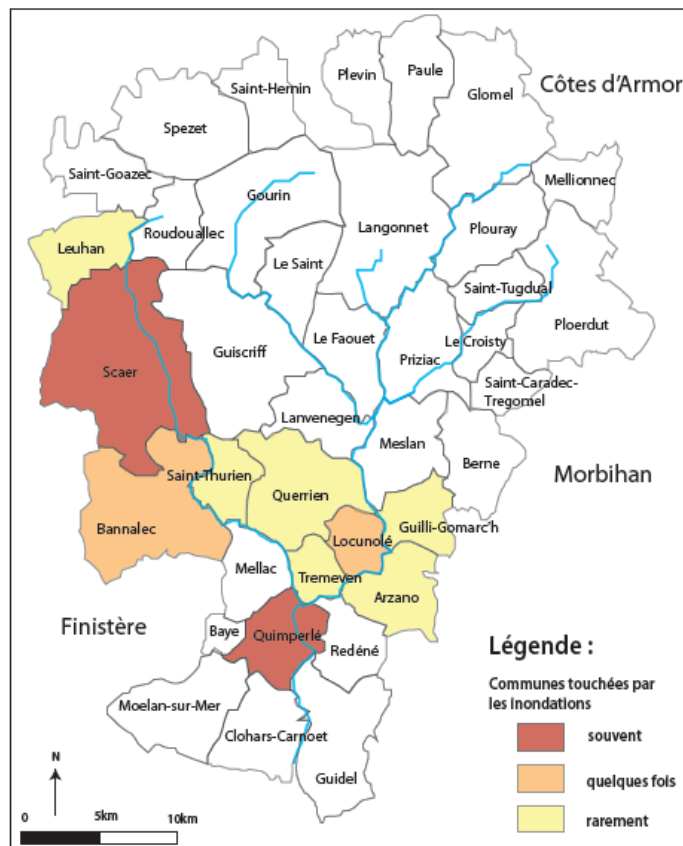 Plevin
Paule
Saint-Hernin
Glomel
Côtes d'Armor
Spezet
Saint-Goazec
Mellionnec
Gourin
Langonnet
Plouray
Roudouallec
Leuhan
Le Saint
Saint-Tugdual
Ploerdut
Le Faouet
Le Croisty
Guiscriff
Priziac
Scaer
Saint-Caradec-
Tregomel
Lanvenegen
Meslan
Berne
Morbihan
Saint-Thurien
Querrien
Bannalec
Guilli-Gomarc'h
Locunolé
Mellac
Tremeven
Arzano
Finistère
Baye
Quimperlé
Redéné
Moelan-sur-Mer
Clohars-Carnoet
Guidel
Légende :
Communes touchées par
les inondations
souvent
quelques fois
rarement
N
0
5km
10km